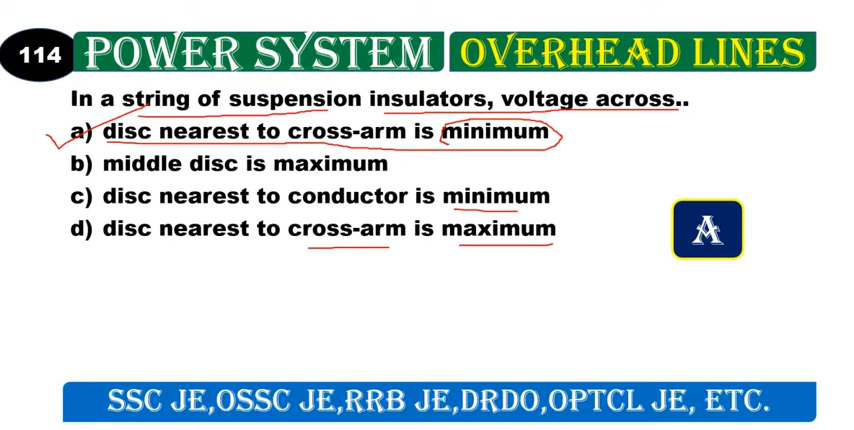 114 POWER SYSTEM OVERHEAD LINES
In a string of suspension insulators, voltage across..
a) disc nearest to cross-arm is minimum
b) middle disc is maximum
c) disc nearest to conductor is minimum
d) disc nearest to cross-arm is maximum
A
SSC JE,OSSC JE,RRB JE,DRDO,OPTCL JE, ETC.